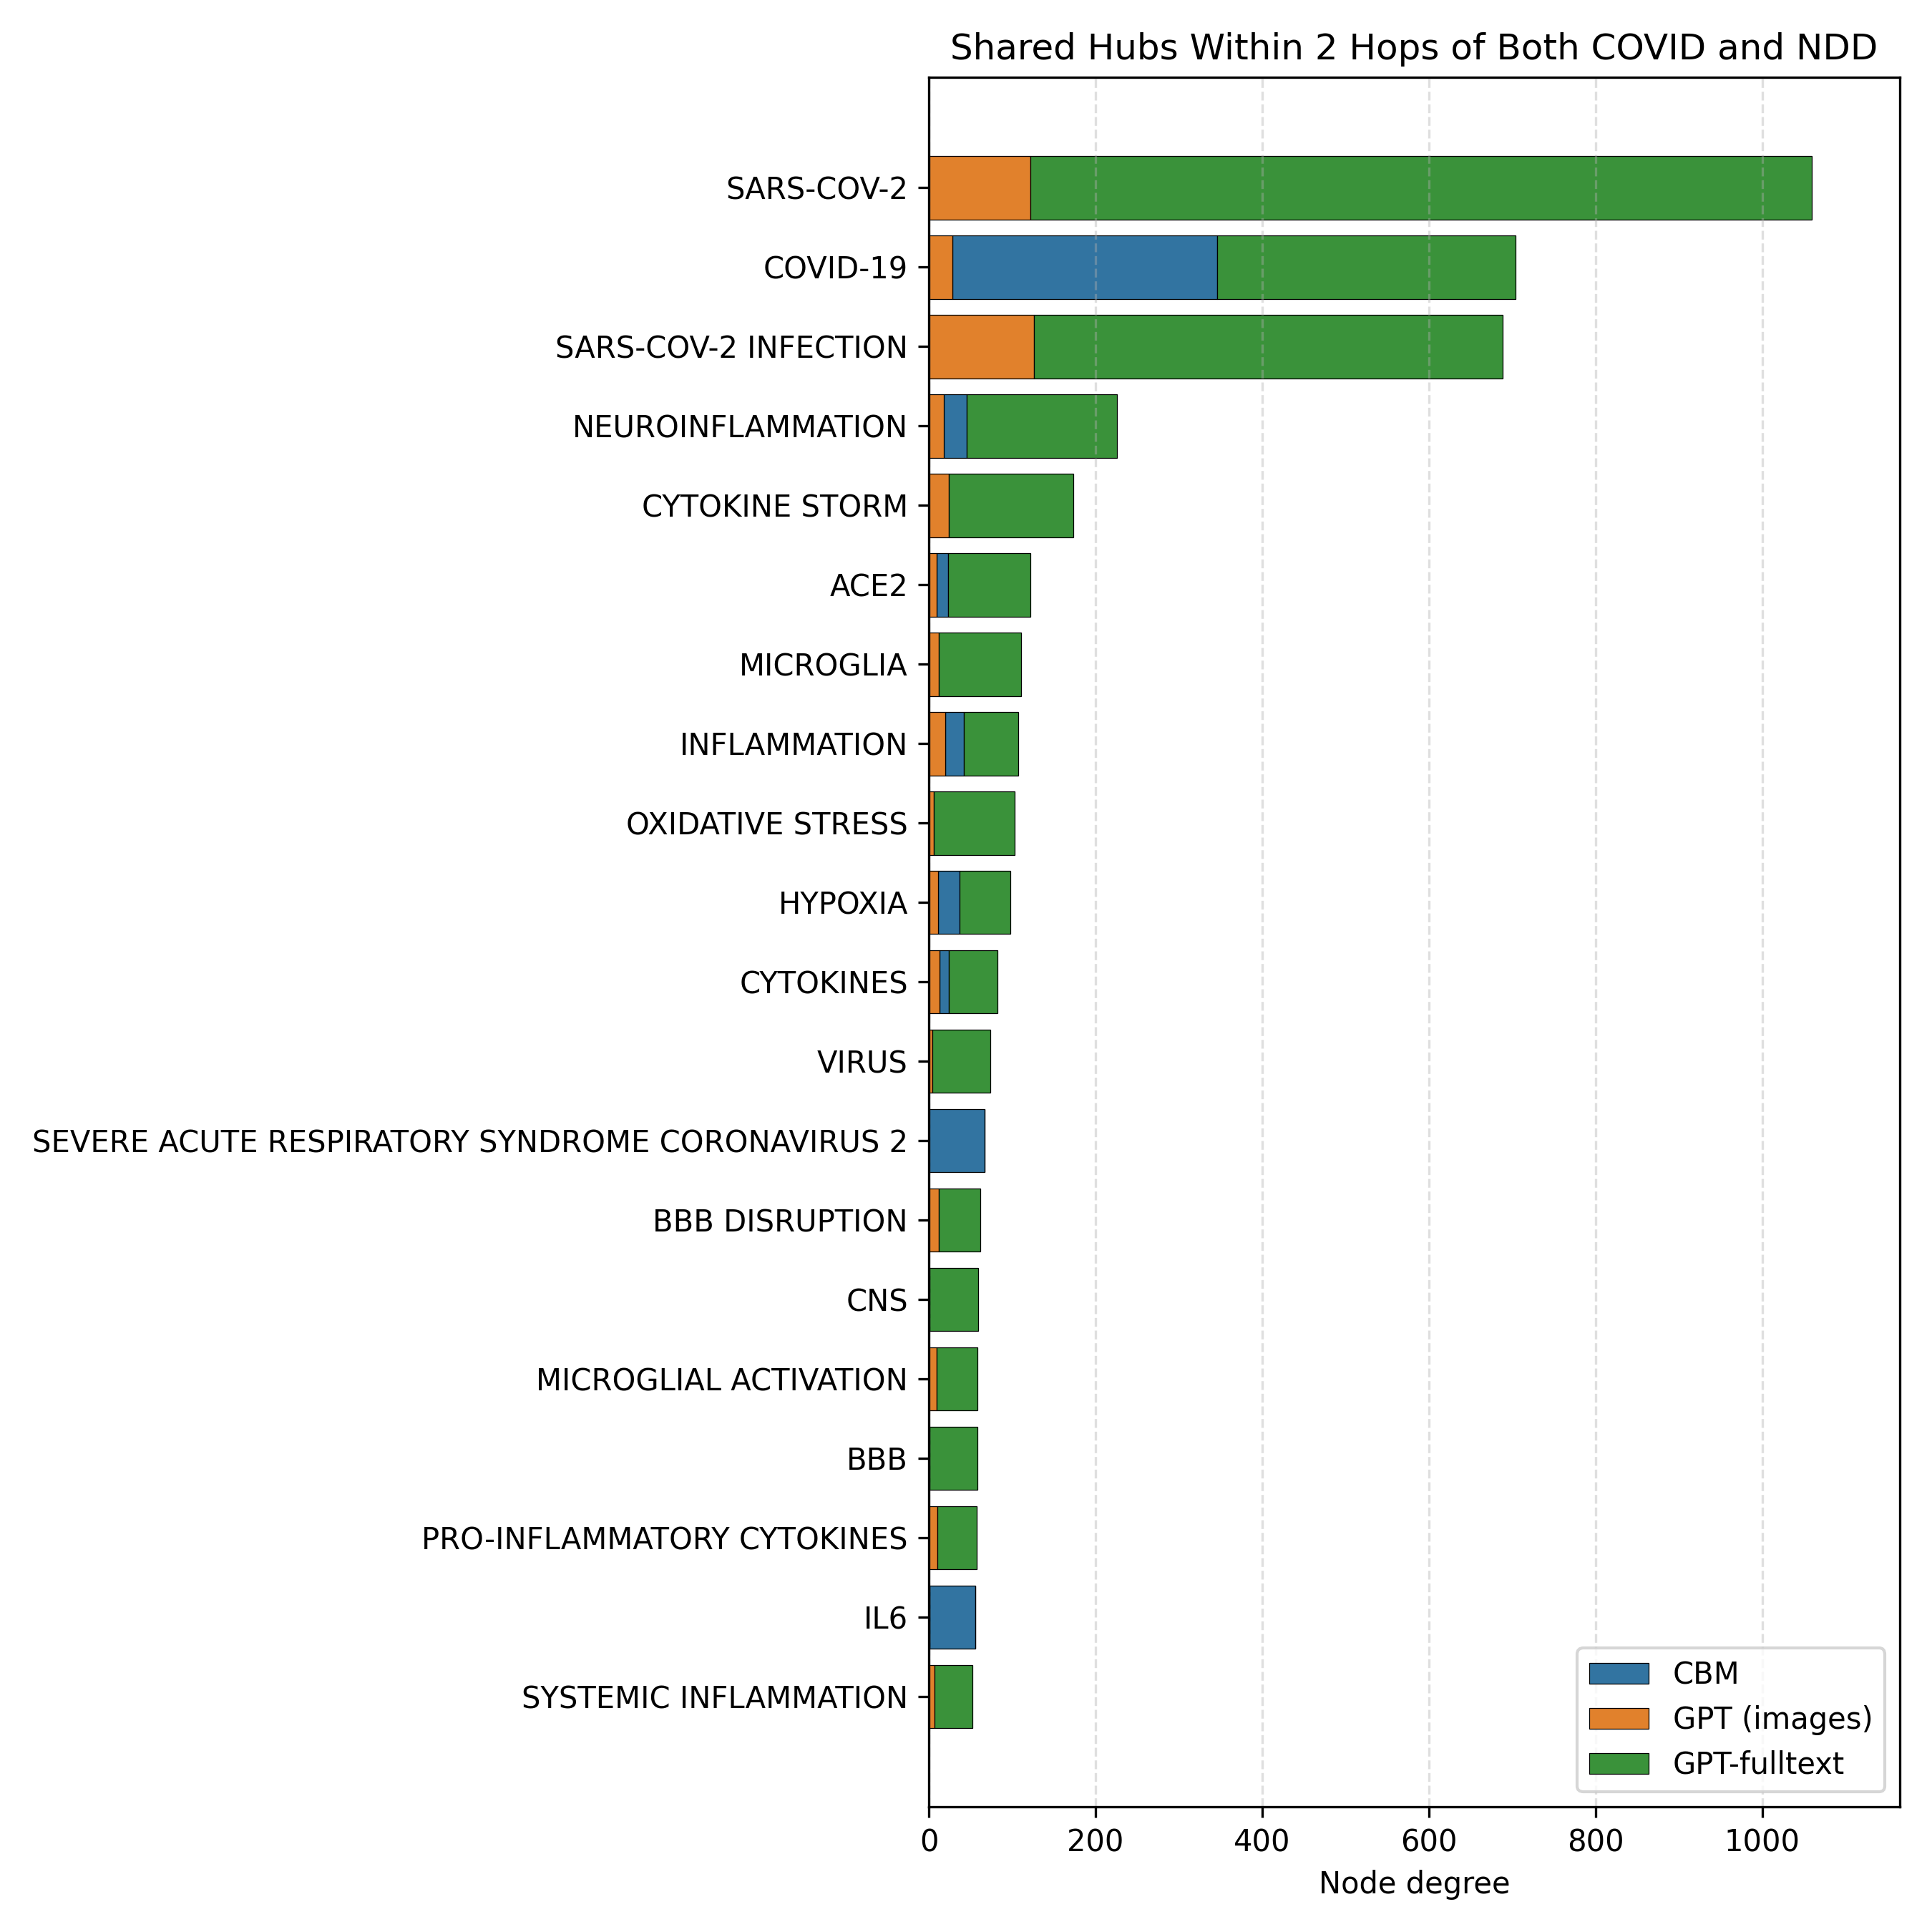 Shared Hubs Within 2 Hops of Both COVID and NDD
SARS-COV-2
COVID-19
SARS-COV-2 INFECTION
NEUROINFLAMMATION
CYTOKINE STORM
ACE2
MICROGLIA
INFLAMMATION
OXIDATIVE STRESS
HYPOXIA
CYTOKINES
VIRUS
SEVERE ACUTE RESPIRATORY SYNDROME CORONAVIRUS 2
BBB DISRUPTION
CNS
MICROGLIAL ACTIVATION
BBB
PRO-INFLAMMATORY CYTOKINES
IL6
SYSTEMIC INFLAMMATION
CBM
GPT (images)
GPT-fulltext
0 200 400 600 800 1000
Node degree